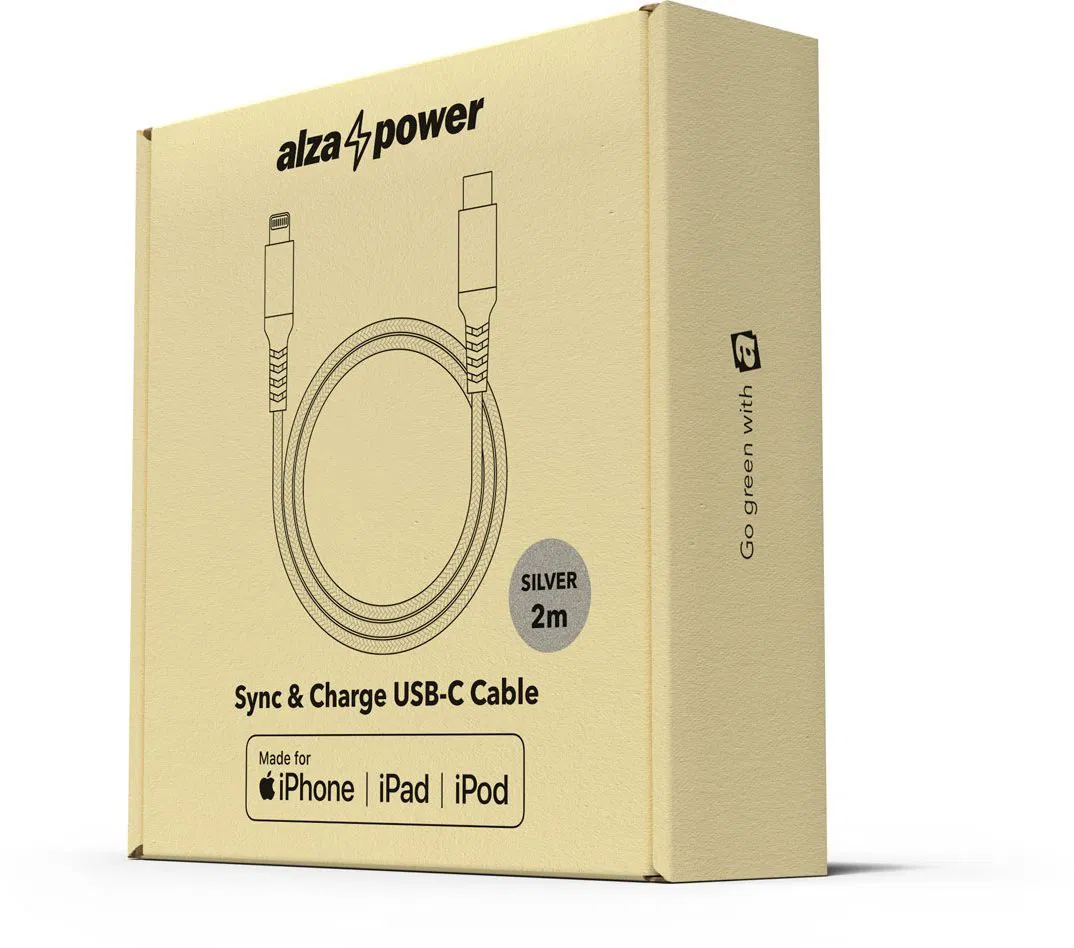 alza power
SILVER
2m
Sync & Charge USB-C Cable
Made for
iPhone | iPad | iPod
Go green with a